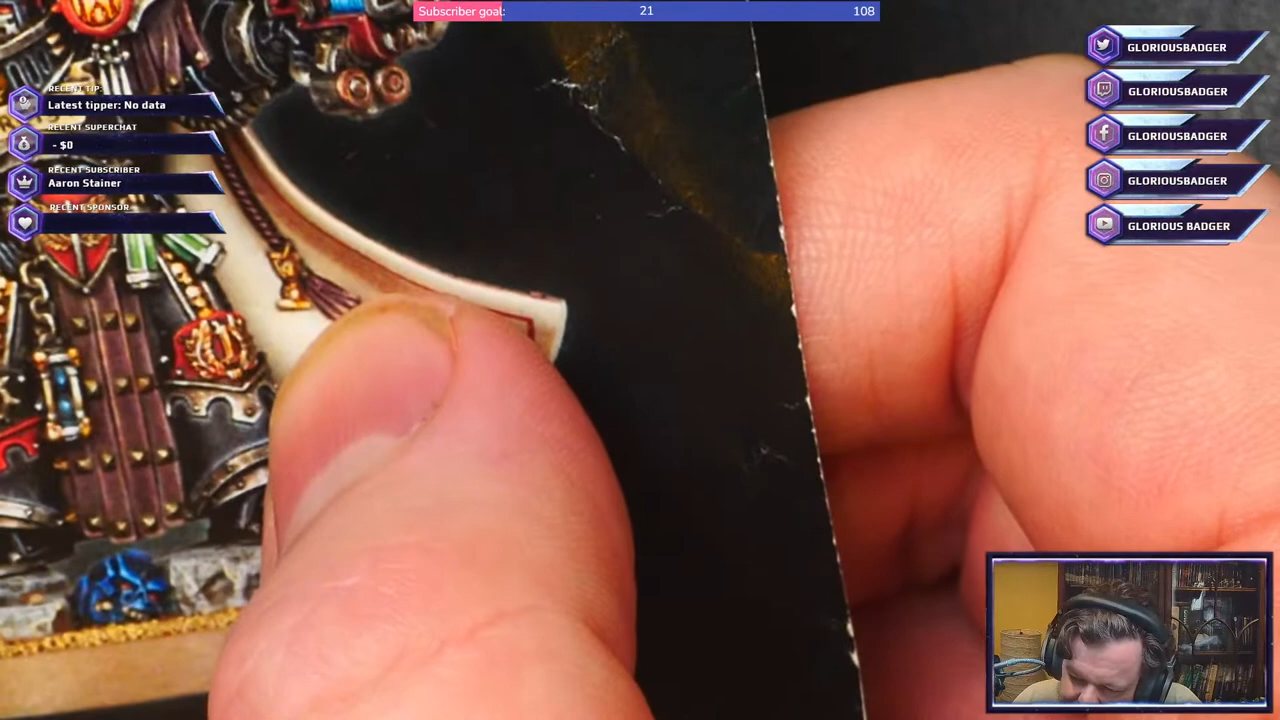 Subscriber goal: 21 108
RECENT TIP:
Latest tipper: No data
RECENT SUPERCHAT
- $0
RECENT SUBSCRIBER
Aaron Stainer
RECENT SPONSOR
GLORIOUSBADGER
GLORIOUSBADGER
GLORIOUSBADGER
GLORIOUSBADGER
GLORIOUS BADGER